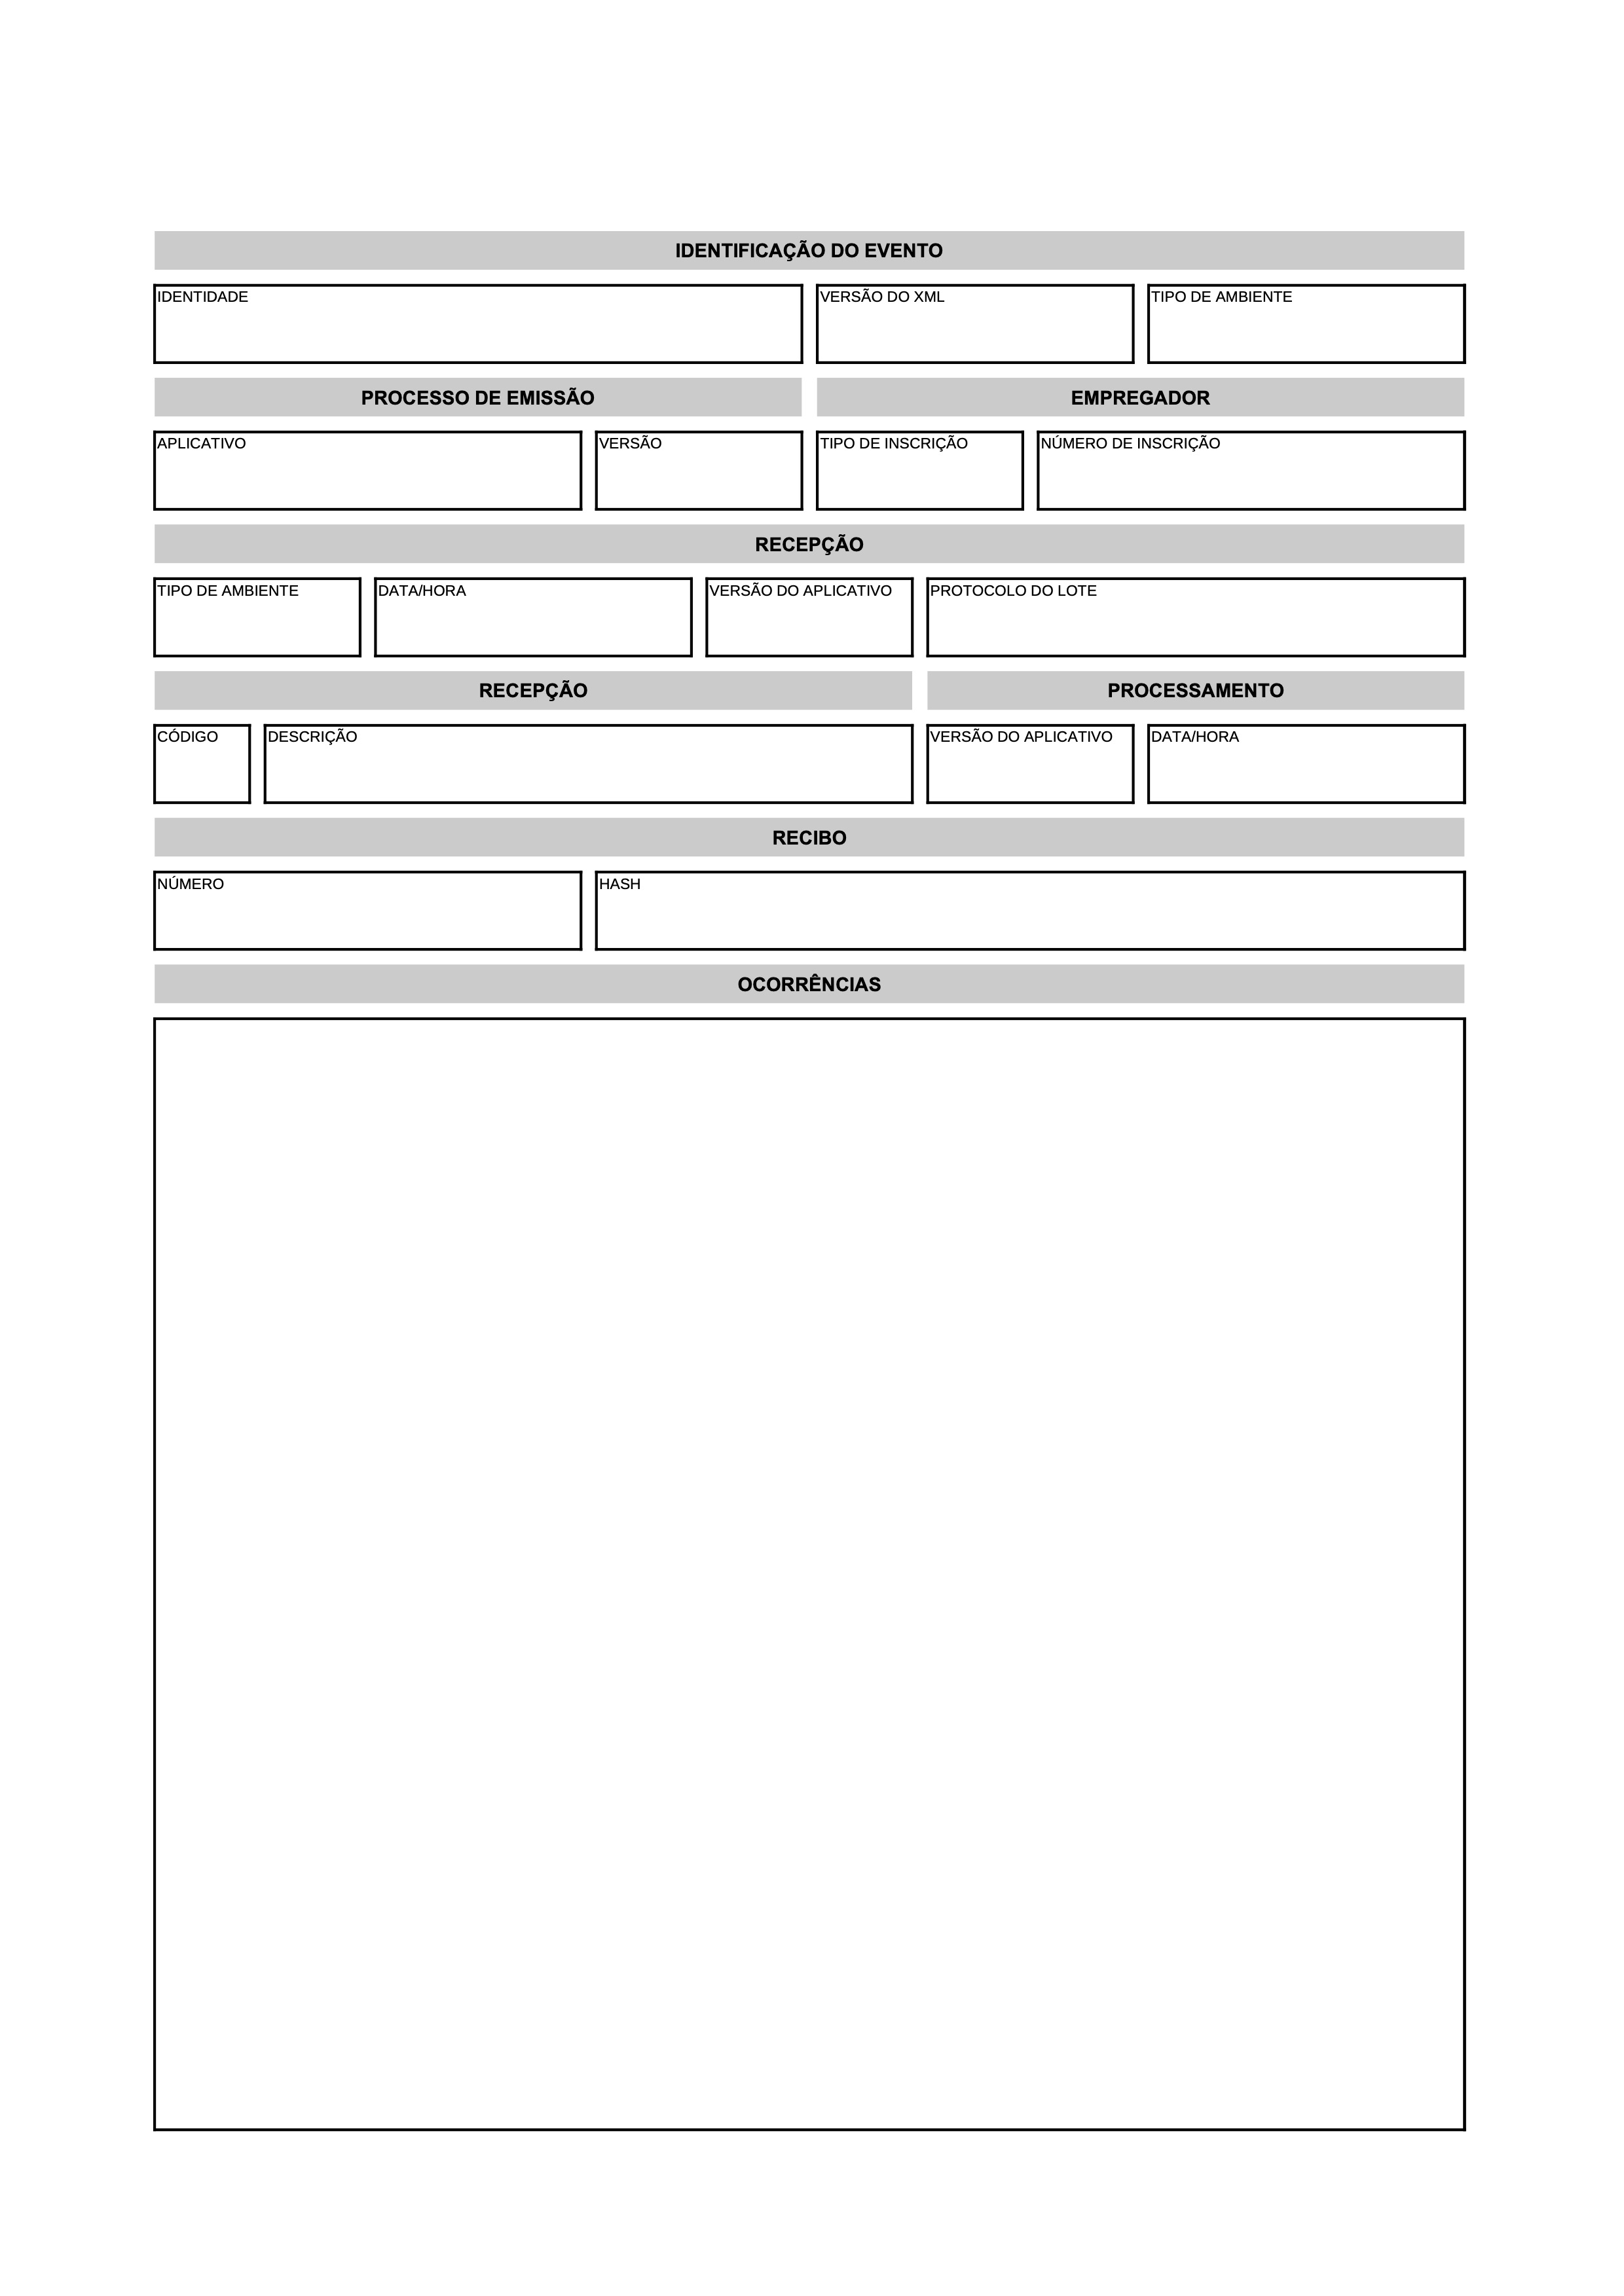 IDENTIFICAÇÃO DO EVENTO
IDENTIDADE VERSÃO DO XML TIPO DE AMBIENTE
PROCESSO DE EMISSÃO EMPREGADOR
APLICATIVO VERSÃO TIPO DE INSCRIÇÃO NÚMERO DE INSCRIÇÃO
RECEPÇÃO
TIPO DE AMBIENTE DATA/HORA VERSÃO DO APLICATIVO PROTOCOLO DO LOTE
RECEPÇÃO PROCESSAMENTO
CÓDIGO DESCRIÇÃO VERSÃO DO APLICATIVO DATA/HORA
RECIBO
NÚMERO HASH
OCORRÊNCIAS